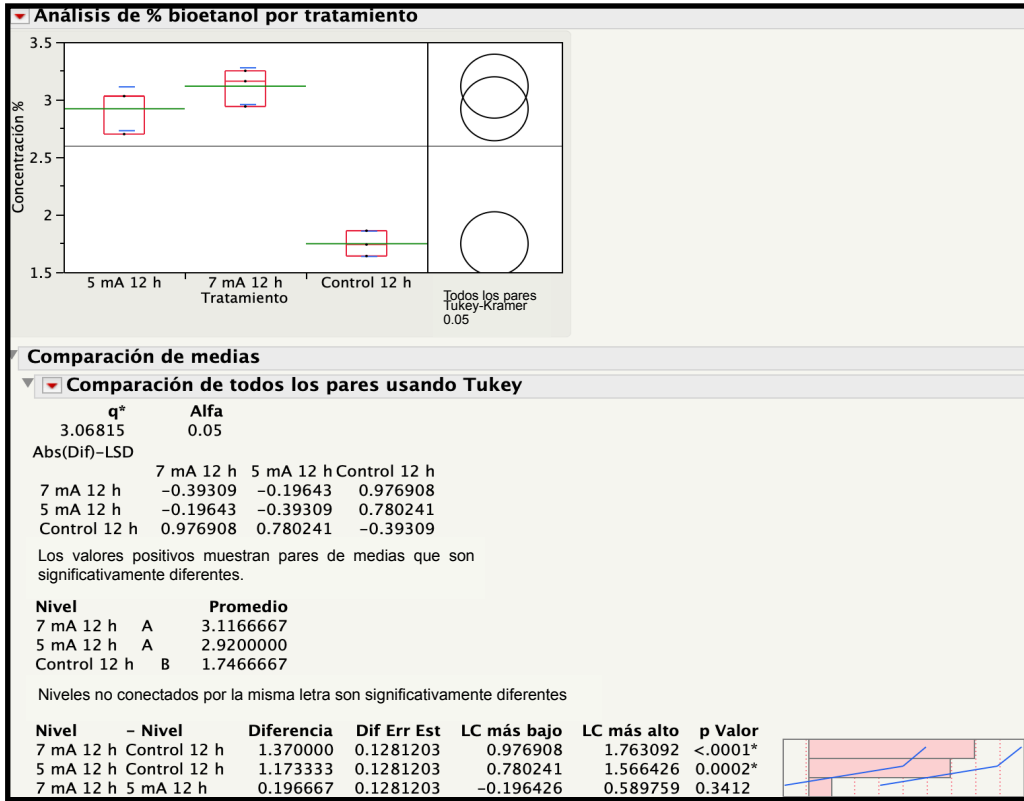 Análisis de % bioetanol por tratamiento
3.5
3
2.5
2
1.5
Concentración %
5 mA 12 h 7 mA 12 h Control 12 h
Tratamiento
Todos los pares
Tukey-Kramer
0.05
Comparación de medias
Comparación de todos los pares usando Tukey
q* Alfa
3.06815 0.05
Abs(Dif)-LSD
7 mA 12 h 5 mA 12 h Control 12 h
7 mA 12 h -0.39309 -0.19643 0.976908
5 mA 12 h -0.19643 -0.39309 0.780241
Control 12 h 0.976908 0.780241 -0.39309
Los valores positivos muestran pares de medias que son
significativamente diferentes.
Nivel Promedio
7 mA 12 h A 3.1166667
5 mA 12 h A 2.9200000
Control 12 h B 1.7466667
Niveles no conectados por la misma letra son significativamente diferentes
Nivel - Nivel Diferencia Dif Err Est LC más bajo LC más alto p Valor
7 mA 12 h Control 12 h 1.370000 0.1281203 0.976908 1.763092 <.0001*
5 mA 12 h Control 12 h 1.173333 0.1281203 0.780241 1.566426 0.0002*
7 mA 12 h 5 mA 12 h 0.196667 0.1281203 -0.196426 0.589759 0.3412